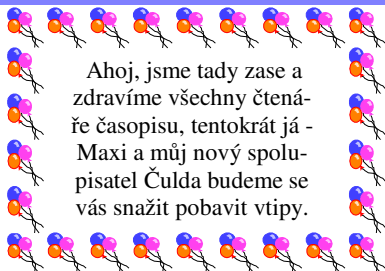 Ahoj, jsme tady zase a
zdravíme všechny čtená-
ře časopisu, tentokrát já -
Maxi a můj nový spolu-
pisatel Čulda budeme se
vás snažit pobavit vtipy.